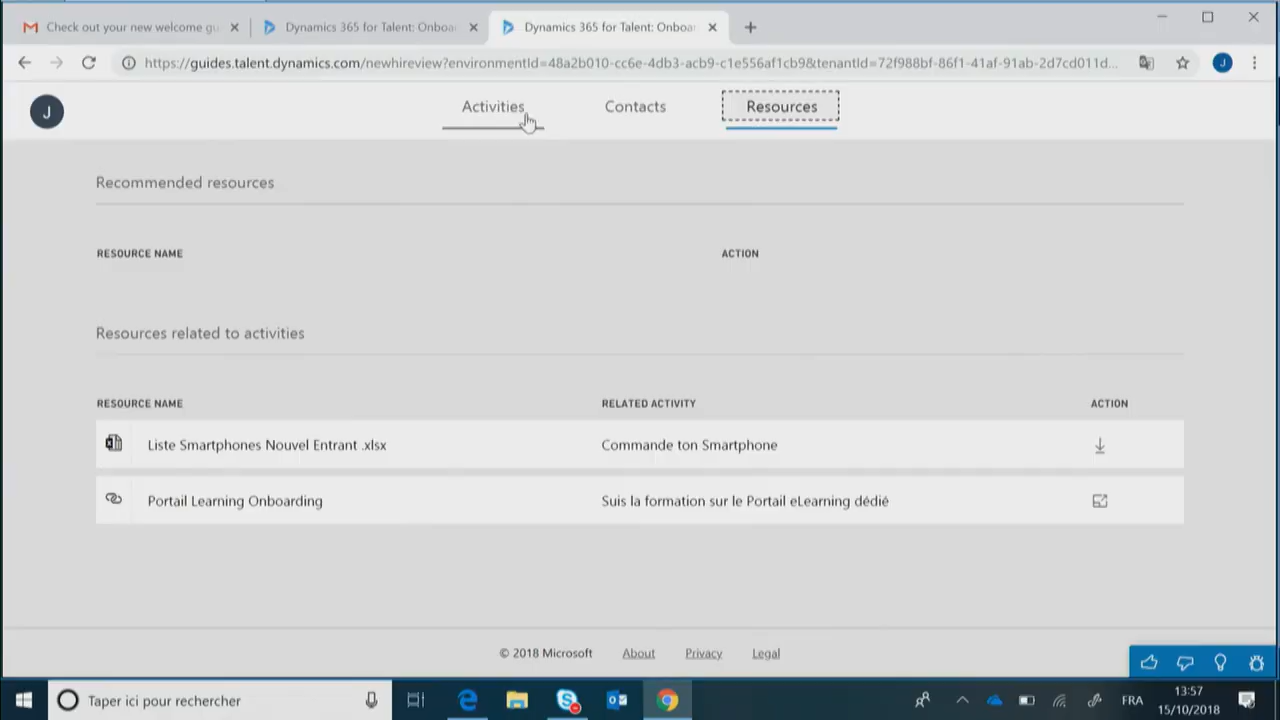 Check out your new welcome gu
Dynamics 365 for Talent: Onboa
Dynamics 365 for Talent: Onboa
https://guides.talent.dynamics.com/newhireview?environmentId=48a2b010-cc6e-4db3-acb9-c1e556af1cb9&tenantId=72f988bf-86f1-41af-91ab-2d7cd011d...
J
J
Activities
Contacts
Resources
Recommended resources
RESOURCE NAME
ACTION
Resources related to activities
RESOURCE NAME
RELATED ACTIVITY
ACTION
Liste Smartphones Nouvel Entrant .xlsx
Commande ton Smartphone
Portail Learning Onboarding
Suis la formation sur le Portail eLearning dédié
© 2018 Microsoft
About
Privacy
Legal
Taper ici pour rechercher
FRA
13:57
15/10/2018